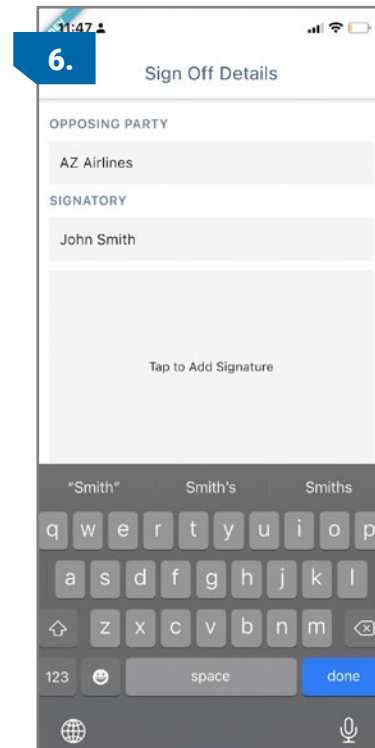 11:47
6.
Sign Off Details
OPPOSING PARTY
AZ Airlines
SIGNATORY
John Smith
Tap to Add Signature
“Smith” Smith's Smiths
q w e r t y u i o p
a s d f g h j k l
z x c v b n m
123 space done